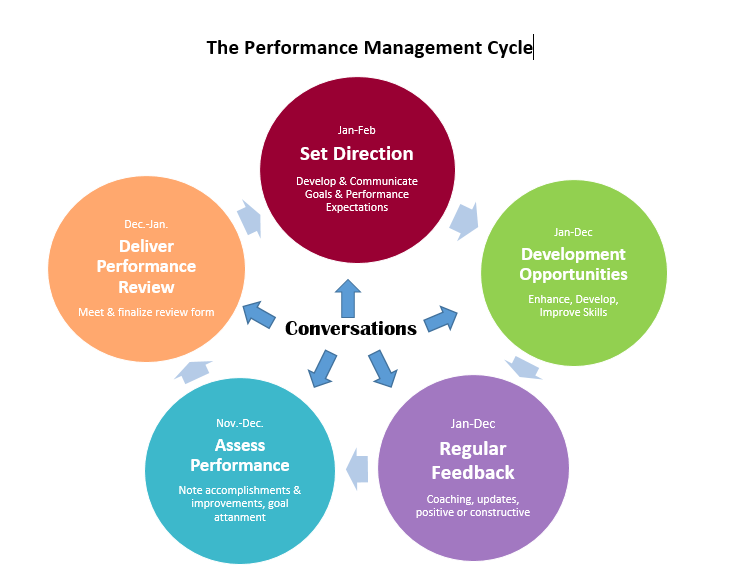 The Performance Management Cycle
Jan-Feb
Set Direction
Develop & Communicate
Goals & Performance
Expectations
Jan-Dec
Development
Opportunities
Enhance, Develop,
Improve Skills
Jan-Dec
Regular
Feedback
Coaching, updates,
positive or constructive
Nov.-Dec.
Assess
Performance
Note accomplishments &
improvements, goal
attanment
Dec.-Jan.
Deliver
Performance
Review
Meet & finalize review form
Conversations